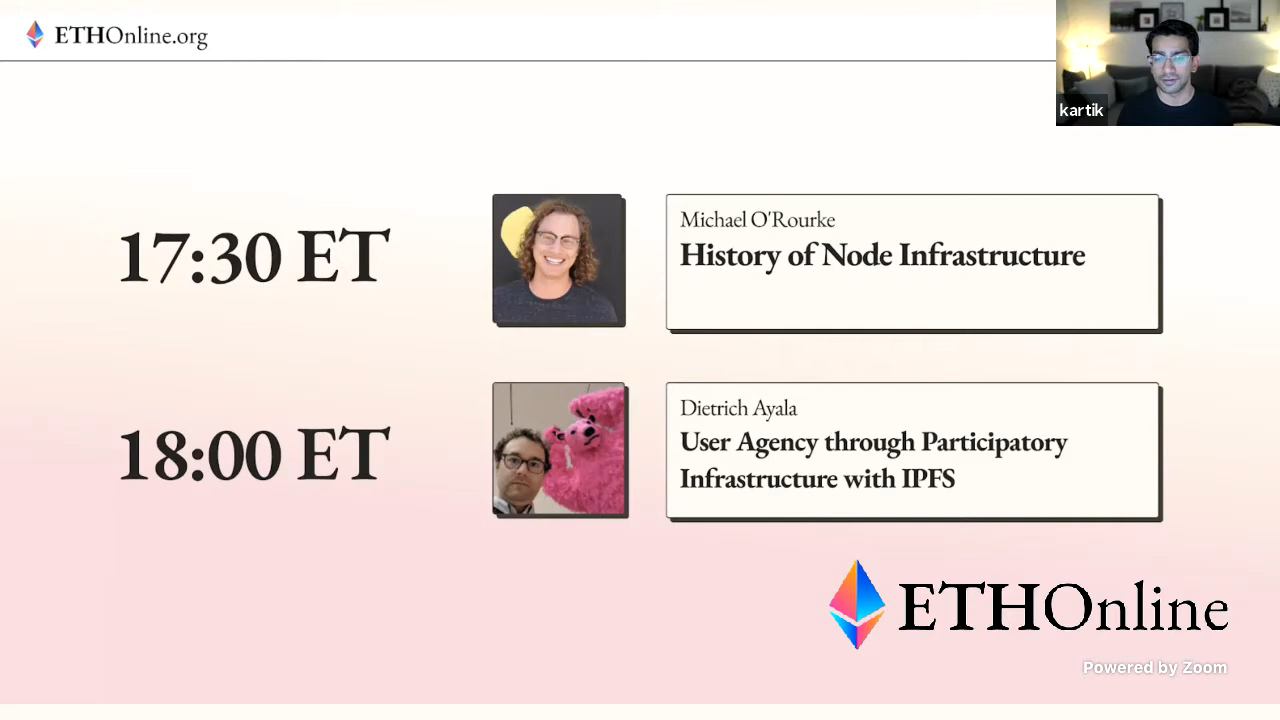 ETHOnline.org
kartik
17:30 ET
Michael O'Rourke
History of Node Infrastructure
18:00 ET
Dietrich Ayala
User Agency through Participatory
Infrastructure with IPFS
ETHOnline
Powered by Zoom